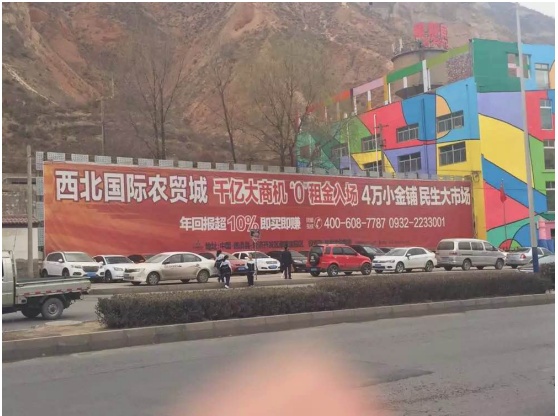 西北国际农贸城 千亿大商机 "0"租金入场 4万小金铺 民生大市场
年回报超10% 即买即赚 400-608-7787 0932-2233001